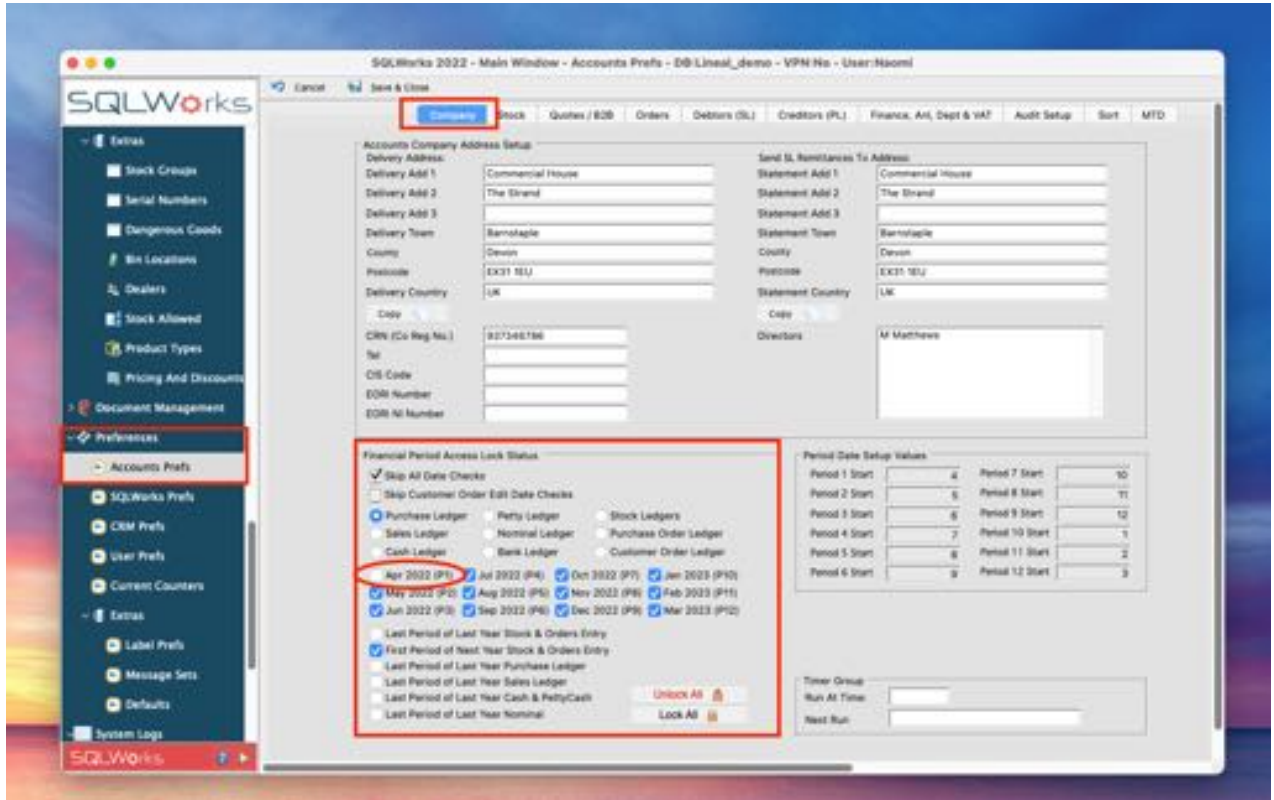 SQLWorks 2022 - Main Window - Accounts Prefs - DB:Lineal_demo - VPN:No - User:Naomi
SQLWorks
Cancel Save & Close
Company Stock Quotes / B2B Orders Debtors (SL) Creditors (PL) Finance, Anl, Dept & VAT Audit Setup Sort MTD
Extras
Stock Groups
Serial Numbers
Dangerous Goods
Bin Locations
Dealers
Stock Allowed
Product Types
Pricing And Discounts
Document Management
Preferences
Accounts Prefs
SQLWorks Prefs
CRM Prefs
User Prefs
Current Counters
Extras
Label Prefs
Message Sets
Defaults
System Logs
SQLWorks
Accounts Company Address Setup
Delivery Address: Send SL Remittances To Address:
Delivery Add 1 Commercial House Statement Add 1 Commercial House
Delivery Add 2 The Strand Statement Add 2 The Strand
Delivery Add 3 Statement Add 3
Delivery Town Barnstaple Statement Town Barnstaple
County Devon County Devon
Postcode EX31 1EU Postcode EX31 1EU
Delivery Country UK Statement Country UK
Copy Copy
CRN (Co Reg No.) 937346786 Directors M Matthews
Tel
CIS Code
EORI Number
EORI NI Number
Financial Period Access Lock Status
Skip All Date Checks
Skip Customer Order Edit Date Checks
Purchase Ledger Petty Ledger Stock Ledgers
Sales Ledger Nominal Ledger Purchase Order Ledger
Cash Ledger Bank Ledger Customer Order Ledger
Apr 2022 (P1) Jul 2022 (P4) Oct 2022 (P7) Jan 2023 (P10)
May 2022 (P2) Aug 2022 (P5) Nov 2022 (P8) Feb 2023 (P11)
Jun 2022 (P3) Sep 2022 (P6) Dec 2022 (P9) Mar 2023 (P12)
Last Period of Last Year Stock & Orders Entry
First Period of Next Year Stock & Orders Entry
Last Period of Last Year Purchase Ledger
Last Period of Last Year Sales Ledger
Last Period of Last Year Cash & PettyCash
Last Period of Last Year Nominal
Unlock All
Lock All
Period Date Setup Values
Period 1 Start 4 Period 7 Start 10
Period 2 Start 5 Period 8 Start 11
Period 3 Start 6 Period 9 Start 12
Period 4 Start 7 Period 10 Start 1
Period 5 Start 8 Period 11 Start 2
Period 6 Start 9 Period 12 Start 3
Timer Group
Run At Time
Next Run